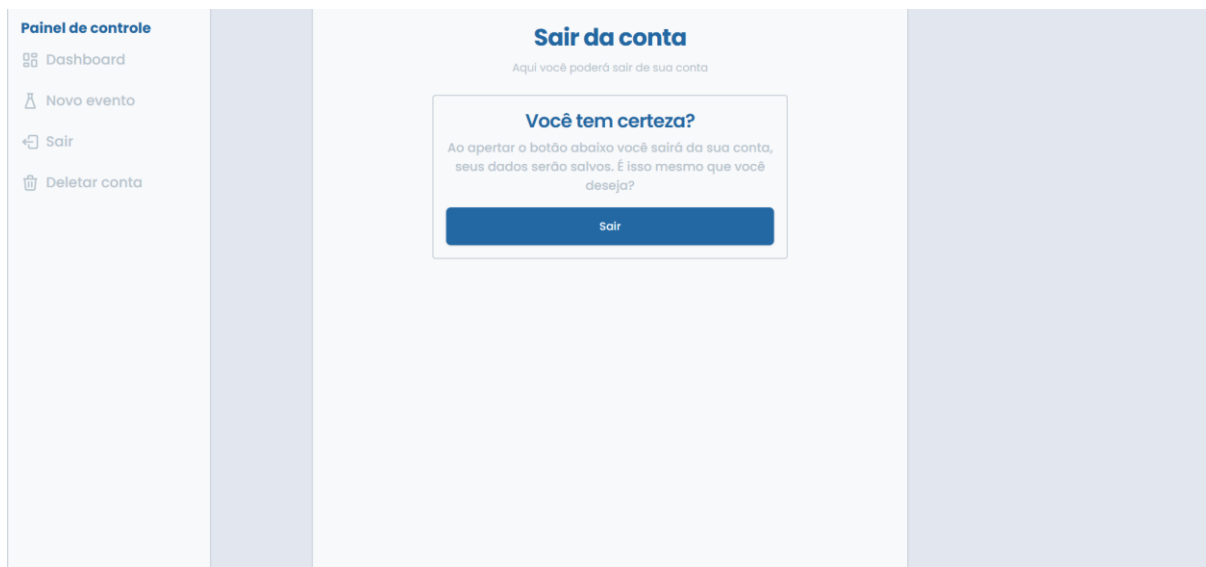 Painel de controle
Dashboard
Novo evento
Sair
Deletar conta
Sair da conta
Aqui você poderá sair de sua conta
Você tem certeza?
Ao apertar o botão abaixo você sairá da sua conta,
seus dados serão salvos. É isso mesmo que você
deseja?
Sair